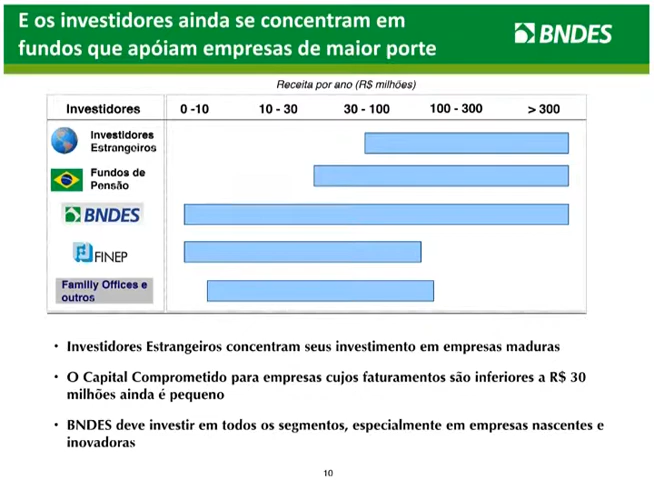 E os investidores ainda se concentram em
fundos que apóiam empresas de maior porte
BNDES
Receita por ano (R$ milhões)
Investidores 0 -10 10 - 30 30 - 100 100 - 300 > 300
Investidores
Estrangeiros
Fundos de
Pensão
BNDES
FINEP
Familly Offices e
outros
• Investidores Estrangeiros concentram seus investimento em empresas maduras
• O Capital Comprometido para empresas cujos faturamentos são inferiores a R$ 30
milhões ainda é pequeno
• BNDES deve investir em todos os segmentos, especialmente em empresas nascentes e
inovadoras
10